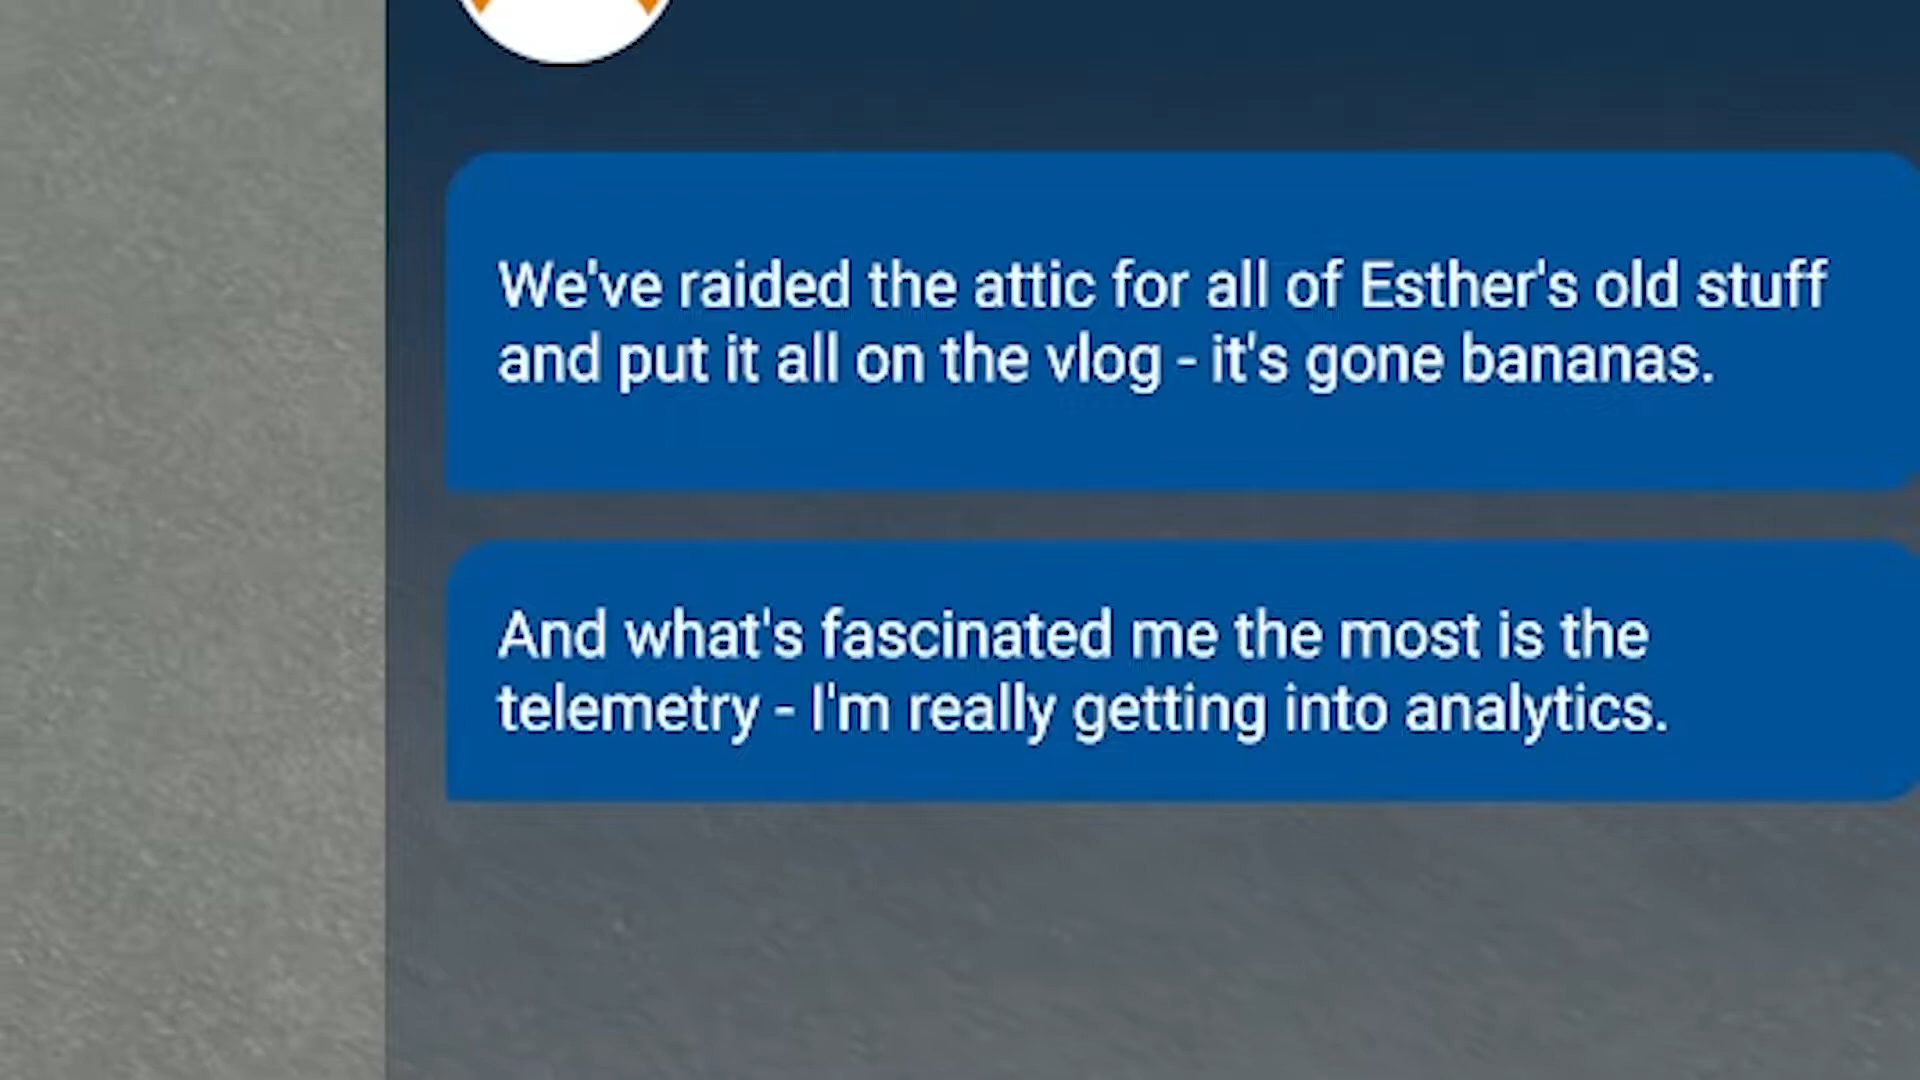 We've raided the attic for all of Esther's old stuff
and put it all on the vlog - it's gone bananas.
And what's fascinated me the most is the
telemetry - I'm really getting into analytics.